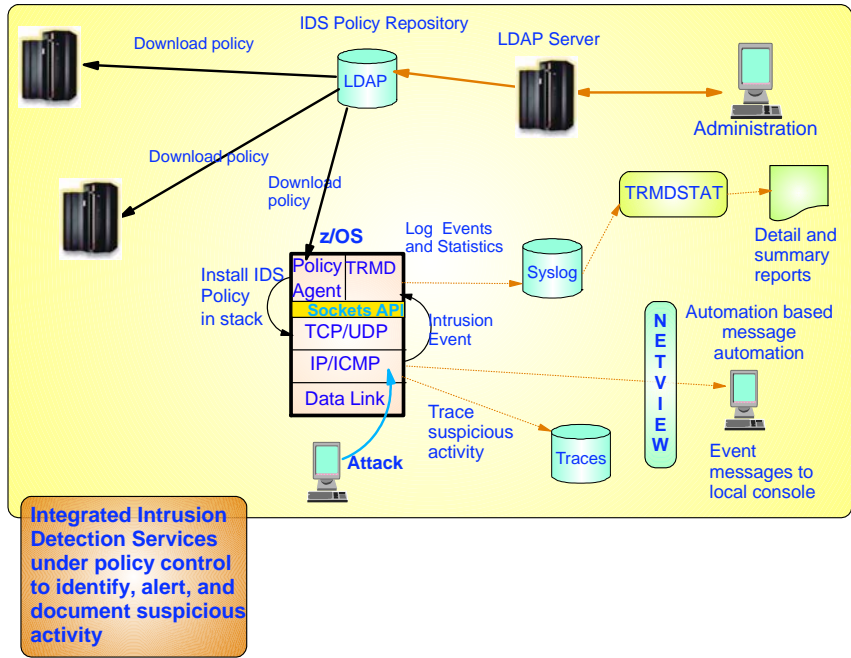 IDS Policy Repository
Download policy
LDAP Server
LDAP
Administration
Download policy
Download
policy
TRMDSTAT
z/OS
Log Events
and Statistics
Detail and
summary
reports
Syslog
Install IDS
Policy
in stack
Policy
Agent
TRMD
Sockets API
TCP/UDP
IP/ICMP
Data Link
Intrusion
Event
NETVIEW
Automation based
message
automation
Trace
suspicious
activity
Attack
Traces
Event
messages to
local console
Integrated Intrusion
Detection Services
under policy control
to identify, alert, and
document suspicious
activity